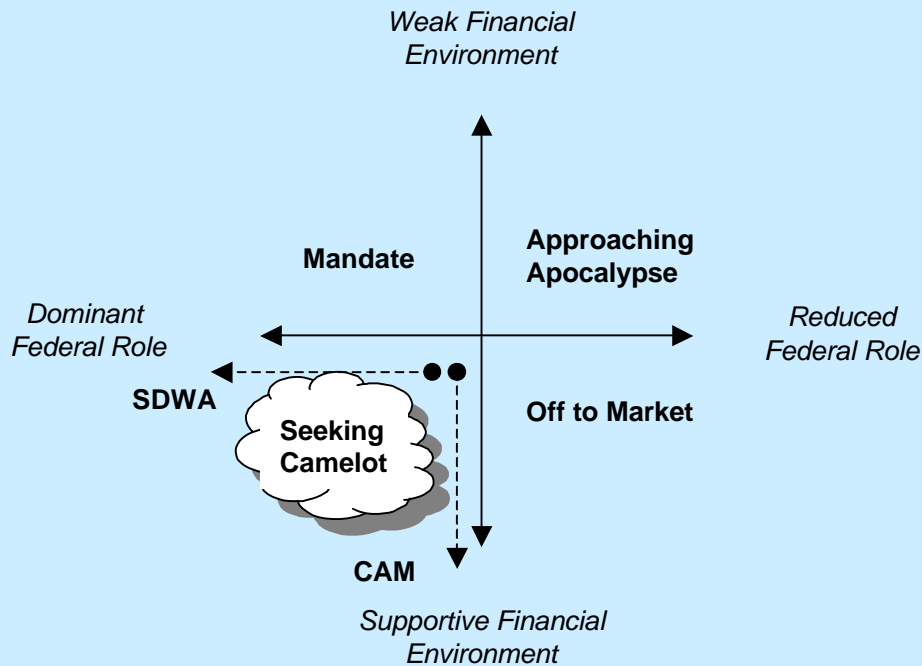 Weak Financial
Environment
Mandate
Approaching
Apocalypse
Dominant
Federal Role
Reduced
Federal Role
SDWA
Seeking
Camelot
Off to Market
CAM
Supportive Financial
Environment